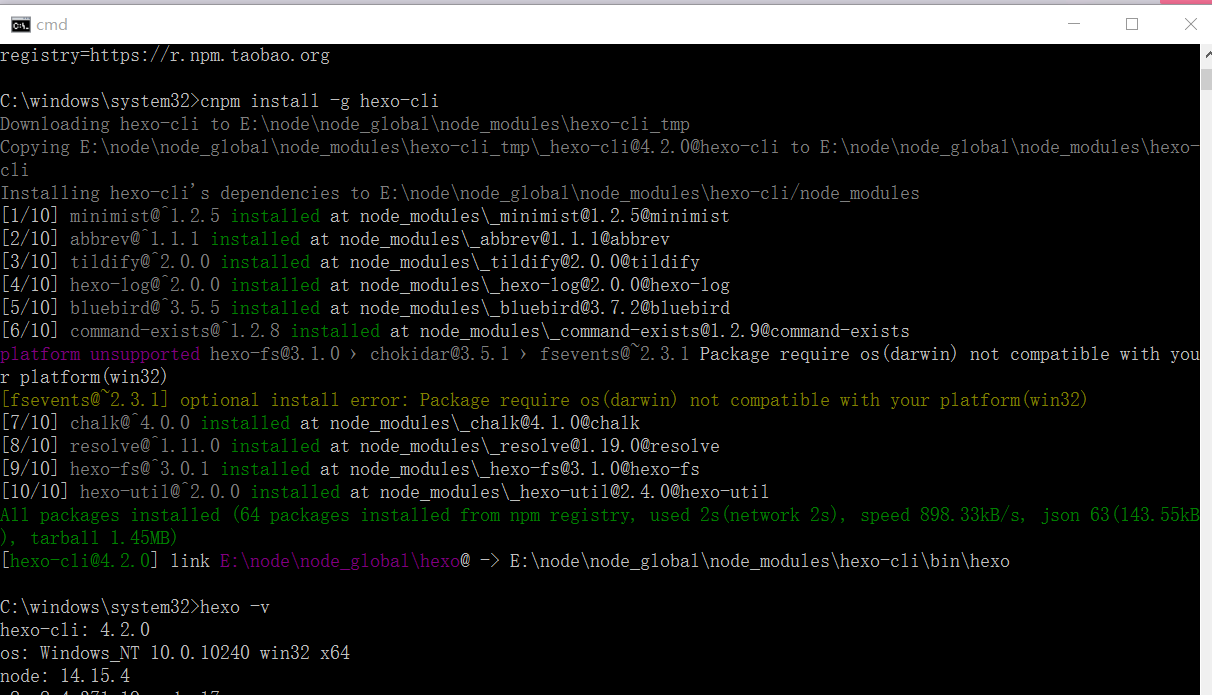 cmd
registry=https://r.npm.taobao.org
C:\windows\system32>cnpm install -g hexo-cli
Downloading hexo-cli to E:\node\node_global\node_modules\hexo-cli_tmp
Copying E:\node\node_global\node_modules\hexo-cli_tmp\_hexo-cli@4.2.0@hexo-cli to E:\node\node_global\node_modules\hexo-
cli
Installing hexo-cli's dependencies to E:\node\node_global\node_modules\hexo-cli/node_modules
[1/10] minimist@^1.2.5 installed at node_modules\_minimist@1.2.5@minimist
[2/10] abbrev@^1.1.1 installed at node_modules\_abbrev@1.1.1@abbrev
[3/10] tildify@^2.0.0 installed at node_modules\_tildify@2.0.0@tildify
[4/10] hexo-log@^2.0.0 installed at node_modules\_hexo-log@2.0.0@hexo-log
[5/10] bluebird@^3.5.5 installed at node_modules\_bluebird@3.7.2@bluebird
[6/10] command-exists@^1.2.8 installed at node_modules\_command-exists@1.2.9@command-exists
platform unsupported hexo-fs@3.1.0 › chokidar@3.5.1 › fsevents@~2.3.1 Package require os(darwin) not compatible with you
r platform(win32)
[fsevents@~2.3.1] optional install error: Package require os(darwin) not compatible with your platform(win32)
[7/10] chalk@^4.0.0 installed at node_modules\_chalk@4.1.0@chalk
[8/10] resolve@^1.11.0 installed at node_modules\_resolve@1.19.0@resolve
[9/10] hexo-fs@^3.0.1 installed at node_modules\_hexo-fs@3.1.0@hexo-fs
[10/10] hexo-util@^2.0.0 installed at node_modules\_hexo-util@2.4.0@hexo-util
All packages installed (64 packages installed from npm registry, used 2s(network 2s), speed 898.33kB/s, json 63(143.55kB
), tarball 1.45MB)
[hexo-cli@4.2.0] link E:\node\node_global\hexo@ -> E:\node\node_global\node_modules\hexo-cli\bin\hexo
C:\windows\system32>hexo -v
hexo-cli: 4.2.0
os: Windows_NT 10.0.10240 win32 x64
node: 14.15.4